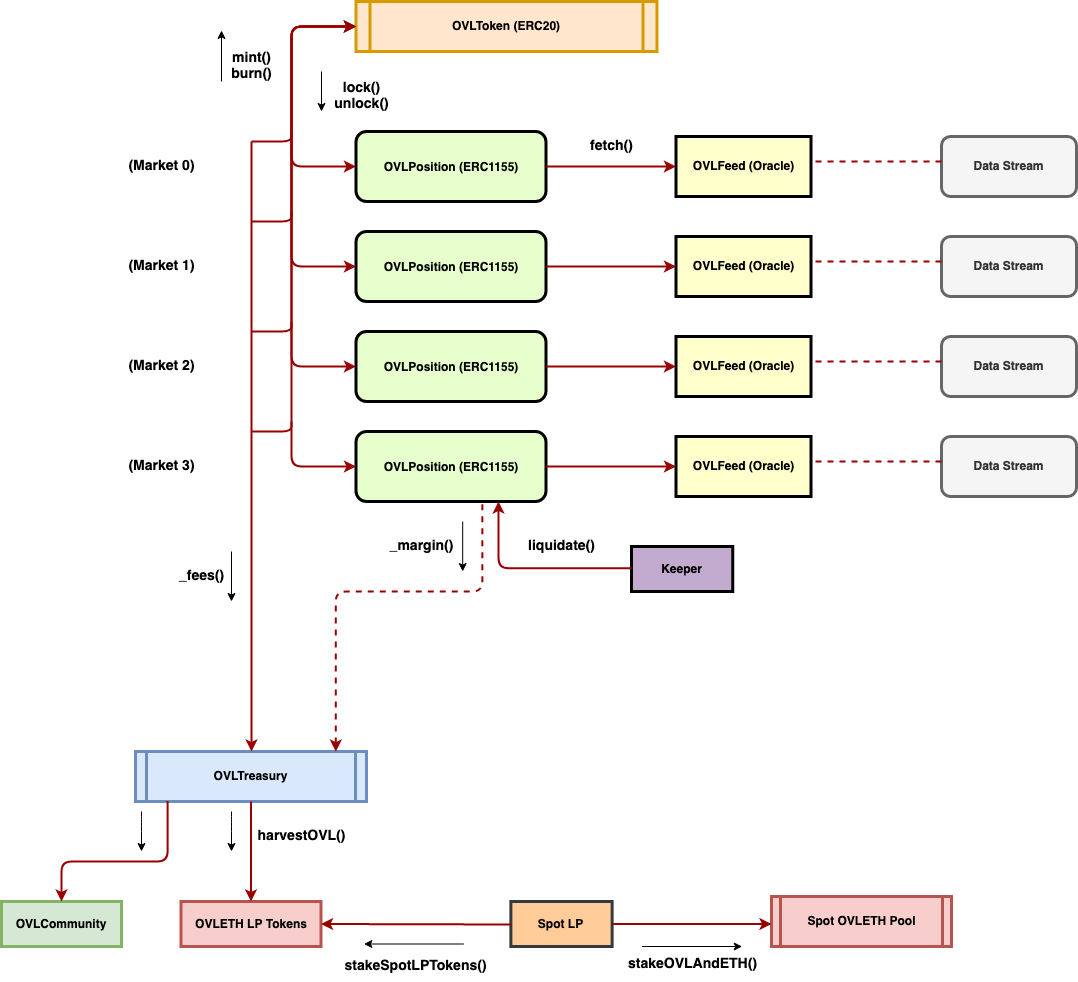 OVLToken (ERC20)
mint()
burn()
lock()
unlock()
(Market 0)
OVLPosition (ERC1155)
fetch()
OVLFeed (Oracle)
Data Stream
(Market 1)
OVLPosition (ERC1155)
OVLFeed (Oracle)
Data Stream
(Market 2)
OVLPosition (ERC1155)
OVLFeed (Oracle)
Data Stream
(Market 3)
OVLPosition (ERC1155)
OVLFeed (Oracle)
Data Stream
_margin()
liquidate()
Keeper
_fees()
OVLTreasury
harvestOVL()
OVLCommunity
OVLETH LP Tokens
Spot LP
Spot OVLETH Pool
stakeSpotLPTokens()
stakeOVLAndETH()